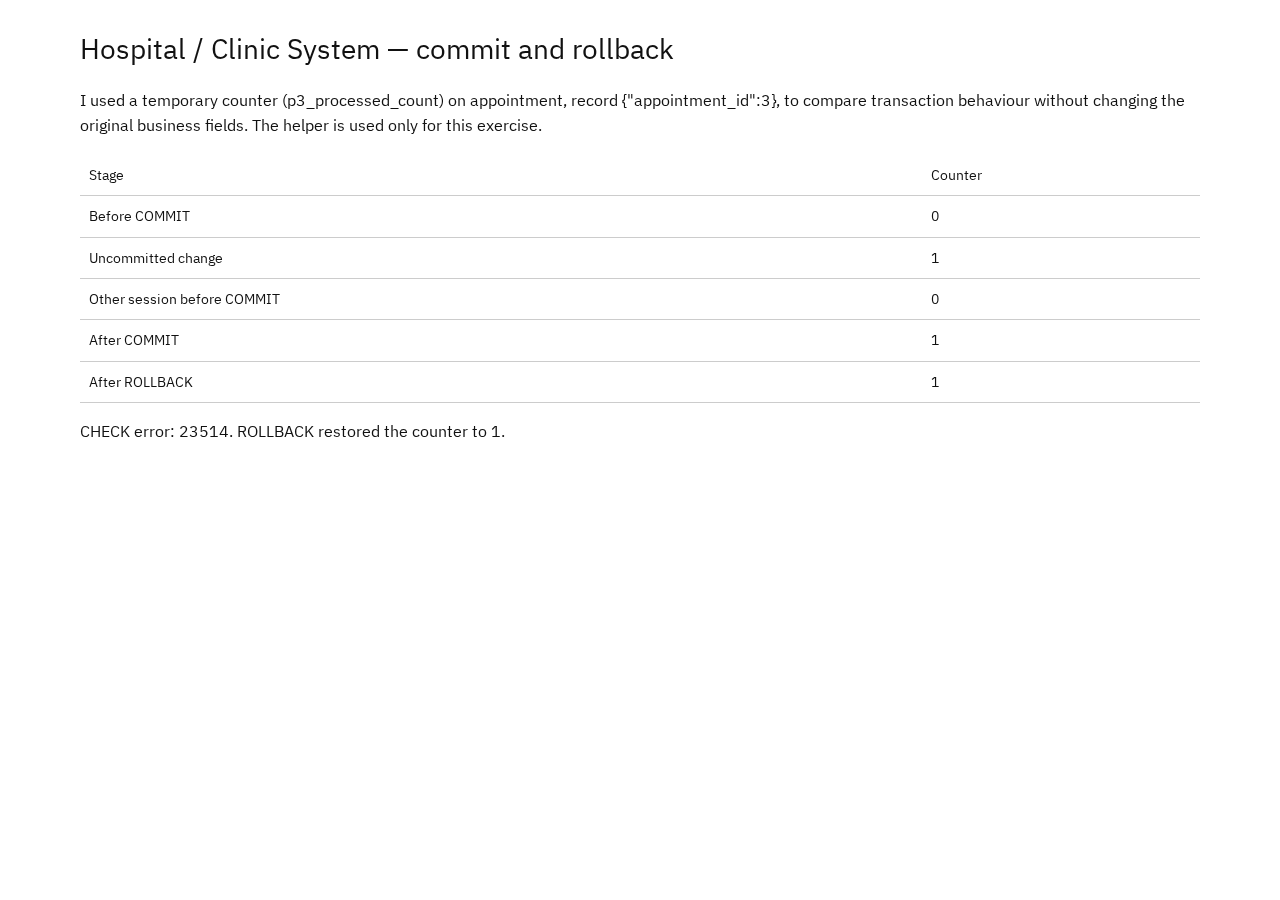 Hospital / Clinic System — commit and rollback
I used a temporary counter (p3_processed_count) on appointment, record {"appointment_id":3}, to compare transaction behaviour without changing the
original business fields. The helper is used only for this exercise.
Stage Counter
Before COMMIT 0
Uncommitted change 1
Other session before COMMIT 0
After COMMIT 1
After ROLLBACK 1
CHECK error: 23514. ROLLBACK restored the counter to 1.